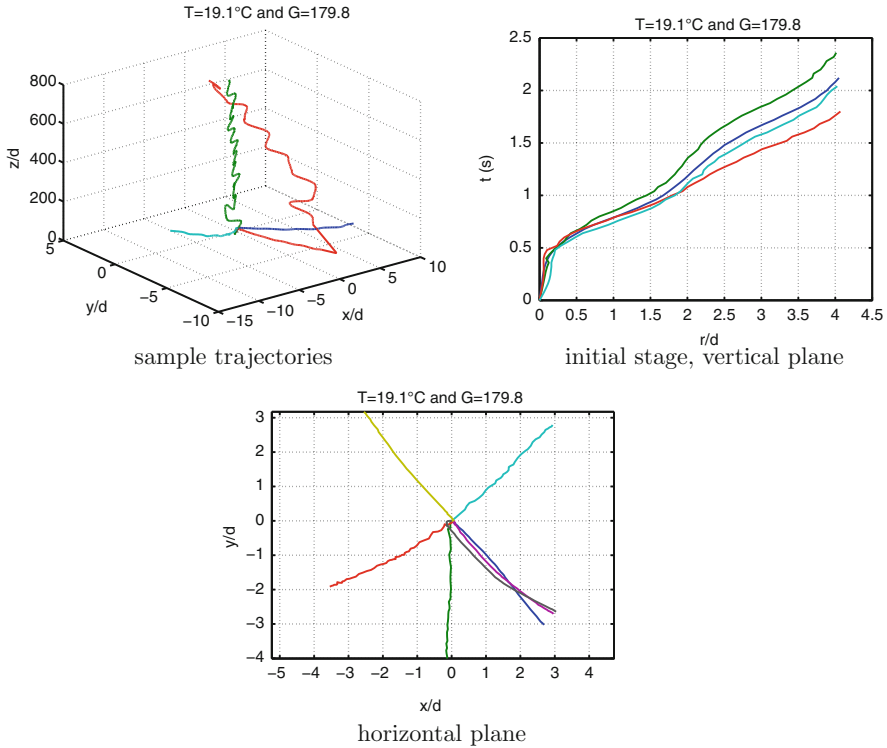 T=19.1°C and G=179.8
800
600
400
200
0
z/d
5
0
−5
−10
y/d
−15
−10
−5
0
5
10
x/d
sample trajectories
T=19.1°C and G=179.8
2.5
2
1.5
1
0.5
0
t (s)
0 0.5 1 1.5 2 2.5 3 3.5 4 4.5
r/d
initial stage, vertical plane
T=19.1°C and G=179.8
3
2
1
0
−1
−2
−3
−4
y/d
−5 −4 −3 −2 −1 0 1 2 3 4
x/d
horizontal plane